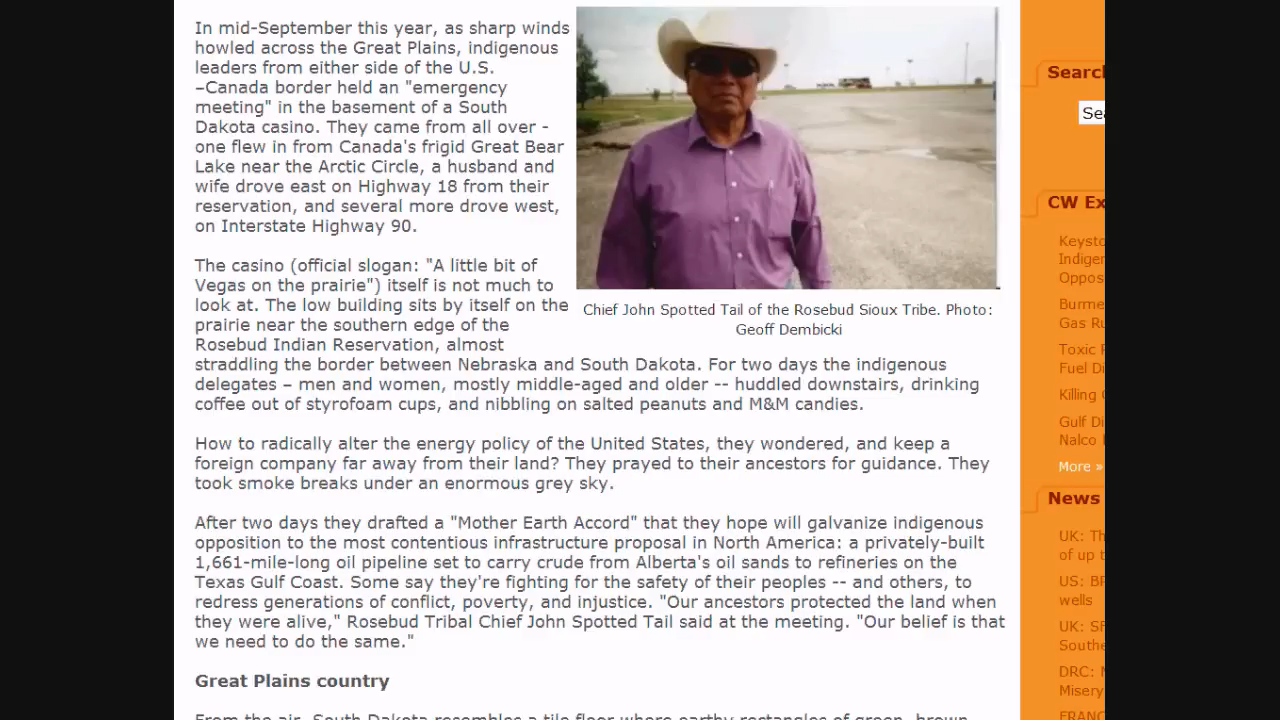 In mid-September this year, as sharp winds
howled across the Great Plains, indigenous
leaders from either side of the U.S.
–Canada border held an "emergency
meeting" in the basement of a South
Dakota casino. They came from all over -
one flew in from Canada's frigid Great Bear
Lake near the Arctic Circle, a husband and
wife drove east on Highway 18 from their
reservation, and several more drove west,
on Interstate Highway 90.
The casino (official slogan: "A little bit of
Vegas on the prairie") itself is not much to
look at. The low building sits by itself on the
prairie near the southern edge of the
Rosebud Indian Reservation, almost
straddling the border between Nebraska and South Dakota. For two days the indigenous
delegates – men and women, mostly middle-aged and older -- huddled downstairs, drinking
coffee out of styrofoam cups, and nibbling on salted peanuts and M&M candies.
Chief John Spotted Tail of the Rosebud Sioux Tribe. Photo:
Geoff Dembicki
How to radically alter the energy policy of the United States, they wondered, and keep a
foreign company far away from their land? They prayed to their ancestors for guidance. They
took smoke breaks under an enormous grey sky.
After two days they drafted a "Mother Earth Accord" that they hope will galvanize indigenous
opposition to the most contentious infrastructure proposal in North America: a privately-built
1,661-mile-long oil pipeline set to carry crude from Alberta's oil sands to refineries on the
Texas Gulf Coast. Some say they're fighting for the safety of their peoples -- and others, to
redress generations of conflict, poverty, and injustice. "Our ancestors protected the land when
they were alive," Rosebud Tribal Chief John Spotted Tail said at the meeting. "Our belief is that
we need to do the same."
Great Plains country
From the air, South Dakota resembles a tile floor where earthy rectangles of green, brown
Search
Sea
CW Ex
Keysto
Indiger
Oppos
Burme
Gas Ru
Toxic
Fuel D
Killing
Gulf Di
Nalco
More »
News
UK: Th
of up t
US: BP
wells
UK: SF
Southe
DRC:
Misery
FRANC